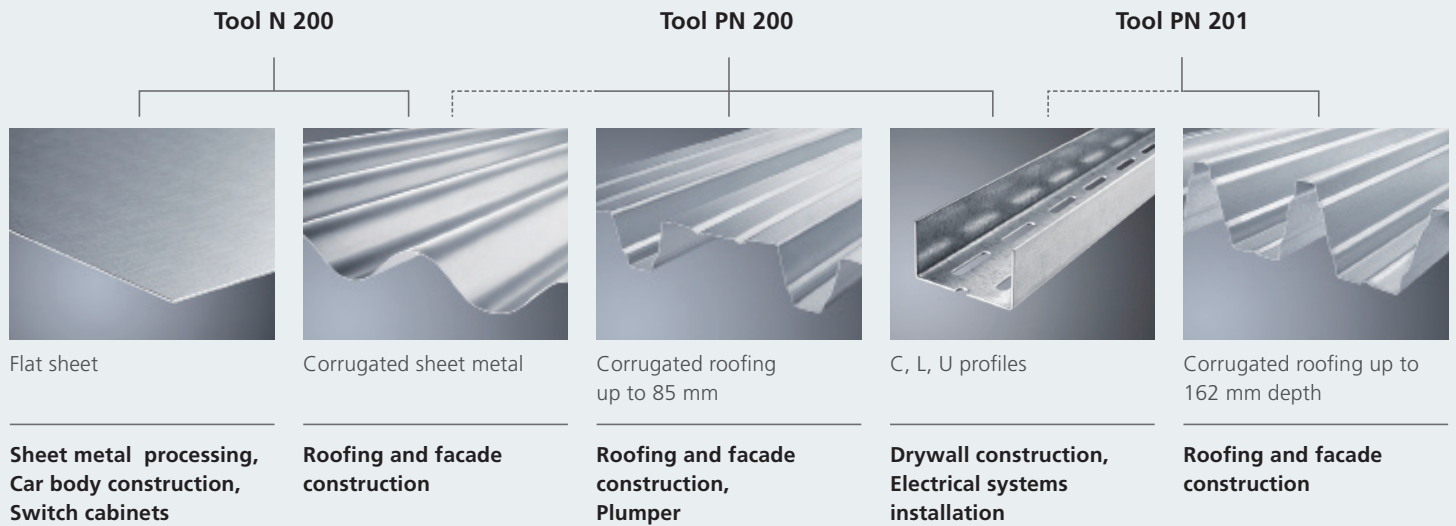 Tool N 200
Tool PN 200
Tool PN 201
Flat sheet
Corrugated sheet metal
Corrugated roofing
up to 85 mm
C, L, U profiles
Corrugated roofing up to
162 mm depth
Sheet metal processing,
Car body construction,
Switch cabinets
Roofing and facade
construction
Roofing and facade
construction,
Plumper
Drywall construction,
Electrical systems
installation
Roofing and facade
construction